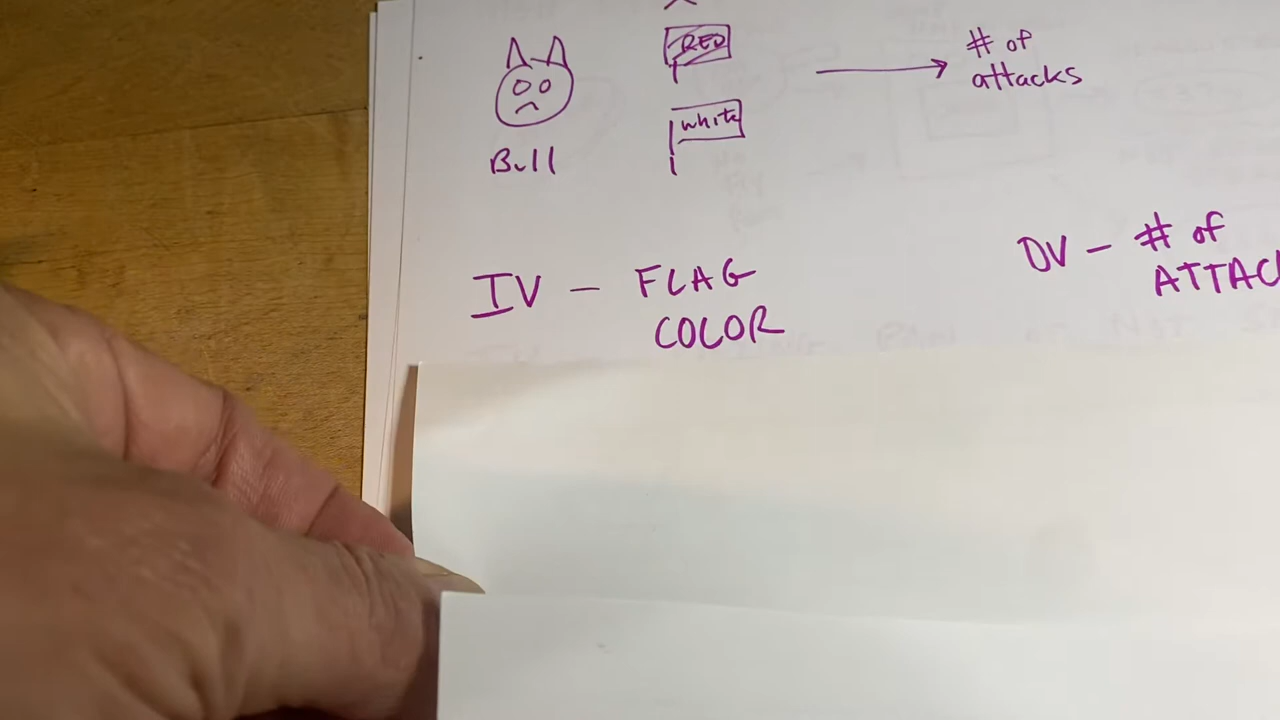 RED
# of
attacks
white
Bull
IV - FLAG
COLOR
DV - # of
ATTAC